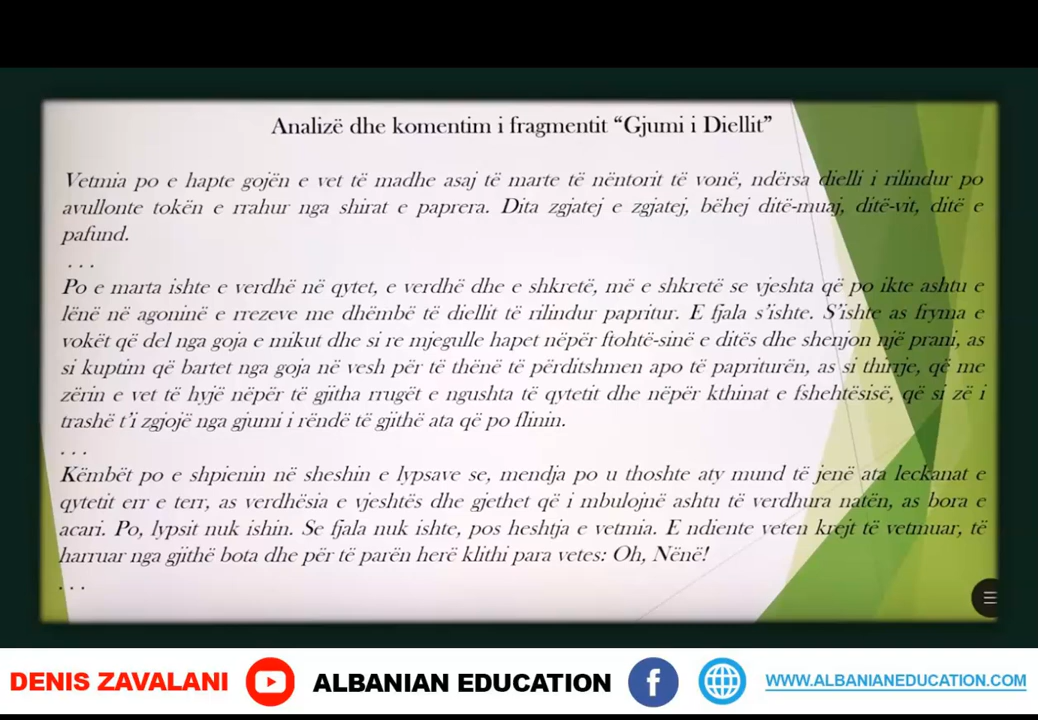 Analizë dhe komentim i fragmentit “Gjumi i Diellit”
Vetmia po e hapte gojën e vet të madhe asaj të marte të nëntorit të vonë, ndërsa dielli i rilindur po
avullonte tokën e rrahur nga shirat e paprera. Dita zgjatej e zgjatej, bëhej ditë-muaj, ditë-vit, ditë e
pafund.
. . .
Po e marta ishte e verdhë në qytet, e verdhë dhe e shkretë, më e shkretë se vjeshta që po ikte ashtu e
lënë në agoninë e rrezeve me dhëmbë të diellit të rilindur papritur. E fjala s’ishte. S’ishte as fryma e
vokët që del nga goja e mikut dhe si re mjegulle hapet nëpër ftohtë-sinë e ditës dhe shenjon një prani, as
si kuptim që bartet nga goja në vesh për të thënë të përditshmen apo të papriturën, as si thirrje, që me
zërin e vet të hyjë nëpër të gjitha rrugët e ngushta të qytetit dhe nëpër kthinat e fshehtësisë, që si zë i
trashë t’i zgjojë nga gjumi i rëndë të gjithë ata që po flinin.
. . .
Këmbët po e shpienin në sheshin e lypsave se, mendja po u thoshte aty mund të jenë ata leckanat e
qytetit err e terr, as verdhësia e vjeshtës dhe gjethet që i mbulojnë ashtu të verdhura natën, as bora e
acari. Po, lypsit nuk ishin. Se fjala nuk ishte, pos heshtja e vetmia. E ndiente veten krejt të vetmuar, të
harruar nga gjithë bota dhe për të parën herë klithi para vetes: Oh, Nënë!
. . .
DENIS ZAVALANI ALBANIAN EDUCATION f WWW.ALBANIANEDUCATION.COM